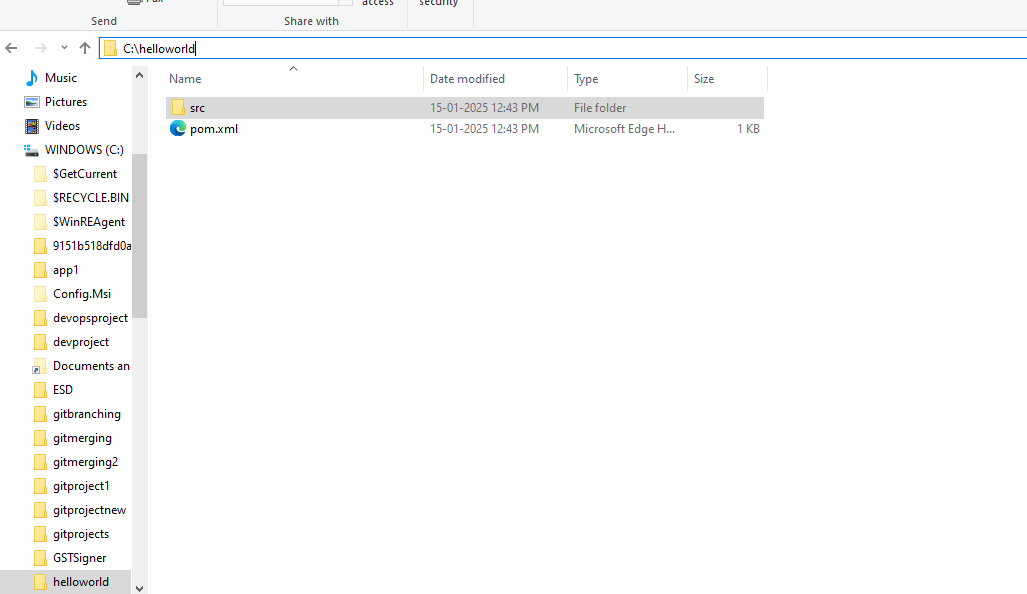 Fax
access
security
Send
Share with
C:\helloworld
Music
Pictures
Videos
WINDOWS (C:)
$GetCurrent
$RECYCLE.BIN
$WinREAgent
9151b518dfd0a
app1
Config.Msi
devopsproject
devproject
Documents an
ESD
gitbranching
gitmerging
gitmerging2
gitproject1
gitprojectnew
gitprojects
GSTSigner
helloworld
Name Date modified Type Size
src 15-01-2025 12:43 PM File folder
pom.xml 15-01-2025 12:43 PM Microsoft Edge H... 1 KB